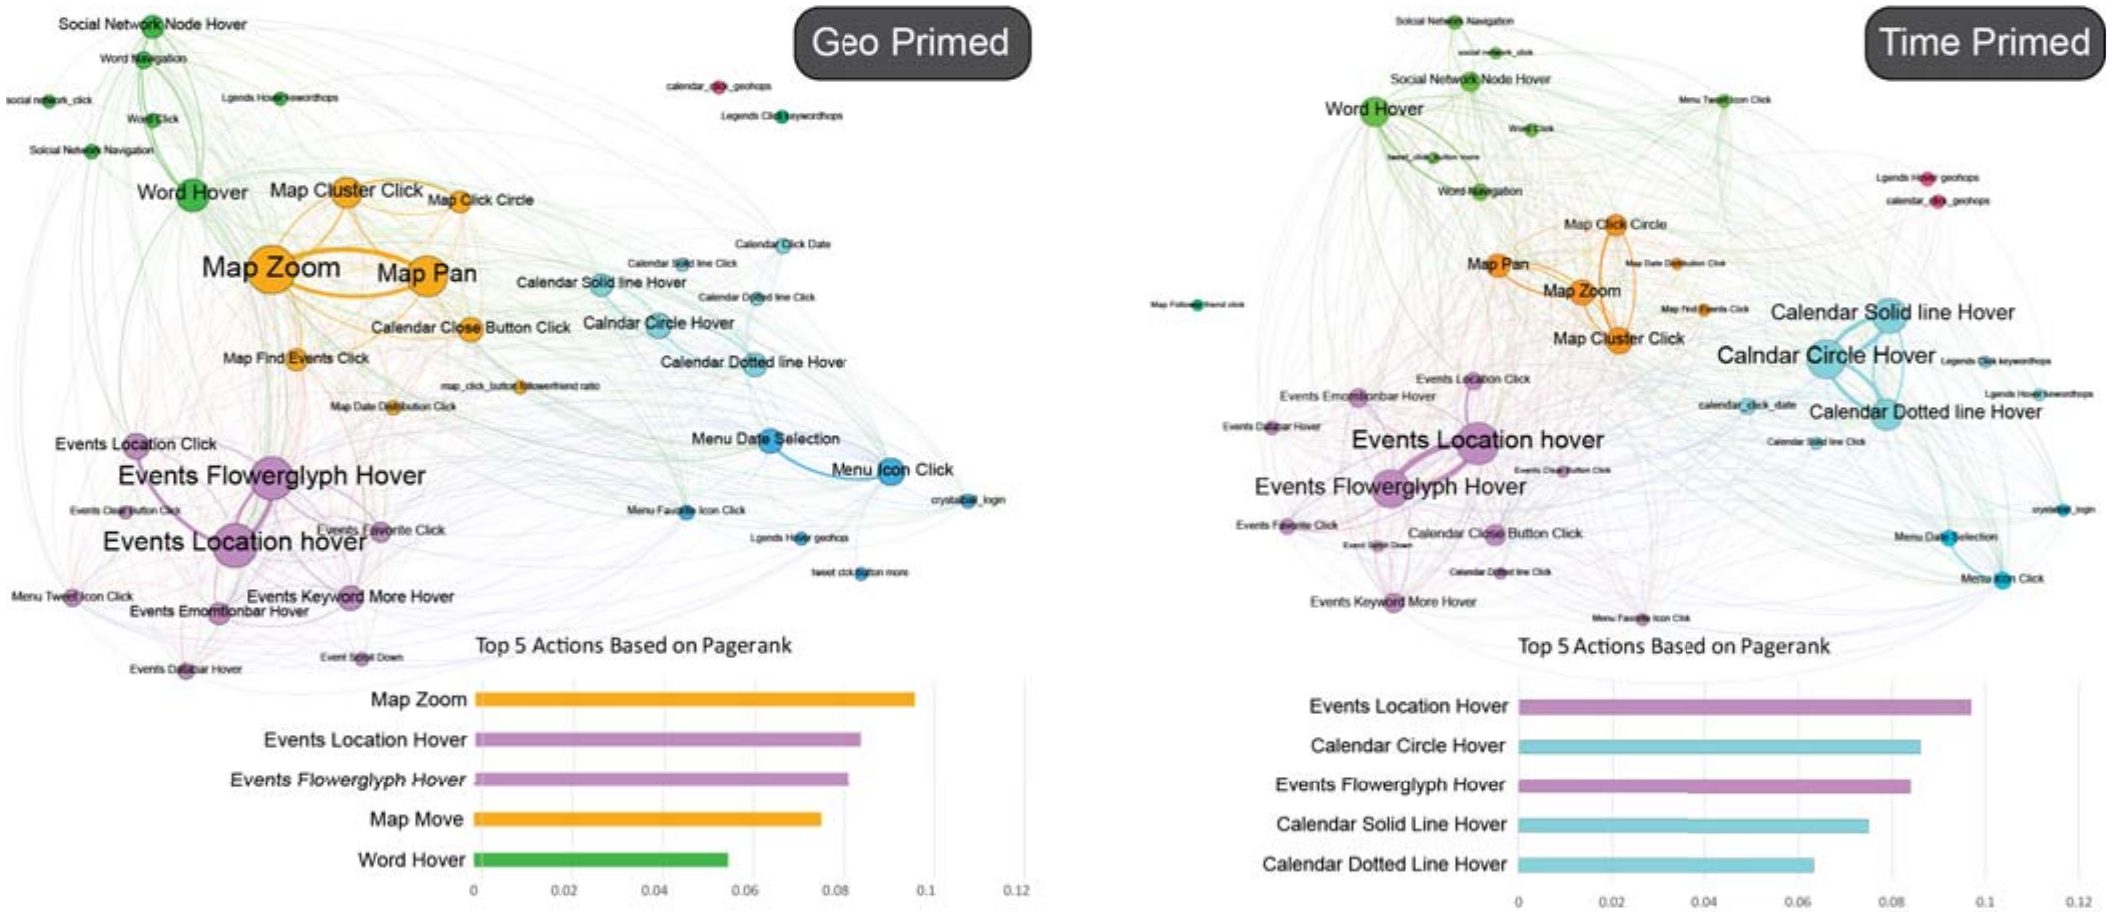 Geo Primed
Social Network Node Hover
Word Navigation
social network_click
Lgends Hover kewordhops
Word Click
Solcial Network Navigation
calendar_click_geohops
Legends Click keywordhops
Word Hover
Map Cluster Click
Map Click Circle
Map Zoom
Map Pan
Calendar Click Date
Calendar Solid line Click
Calendar Solid line Hover
Calendar Dotted line Click
Calendar Close Button Click
Calndar Circle Hover
Map Find Events Click
Calendar Dotted line Hover
map_click_button followerfriend ratio
Map Date Distribution Click
Events Location Click
Menu Date Selection
Events Flowerglyph Hover
Menu Icon Click
Events Clear Button Click
Menu Favorite Icon Click
crystalball_login
Events Favorite Click
Events Location hover
Lgends Hover geohops
tweet click button more
Menu Tweet Icon Click
Events Keyword More Hover
Events Emorntionbar Hover
Event Scroll Down
Events Databar Hover
Top 5 Actions Based on Pagerank
Map Zoom
Events Location Hover
Events Flowerglyph Hover
Map Move
Word Hover
0 0.02 0.04 0.06 0.08 0.1 0.12
Time Primed
Solcial Network Navigation
social network_click
Social Network Node Hover
Word Hover
Menu Tweet Icon Click
Word Click
tweet_click_button more
Word Navigation
Lgends Hover geohops
calendar_click_geohops
Map Click Circle
Map Pan
Map Date Distribution Click
Map Zoom
Map Follower friend click
Map Find Events Click
Calendar Solid line Hover
Map Cluster Click
Calndar Circle Hover
Legends Click keywordhops
Events Location Click
Events Emorntionbar Hover
Lgends Hover kewordhops
calendar_click_date
Calendar Dotted line Hover
Events Databar Hover
Events Location hover
Calendar Solid line Click
Events Clear Button Click
Events Flowerglyph Hover
crystalball_login
Events Favorite Click
Calendar Close Button Click
Menu Date Selection
Event Scroll Down
Calendar Dotted line Click
Menu Icon Click
Events Keyword More Hover
Menu Favorite Icon Click
Top 5 Actions Based on Pagerank
Events Location Hover
Calendar Circle Hover
Events Flowerglyph Hover
Calendar Solid Line Hover
Calendar Dotted Line Hover
0 0.02 0.04 0.06 0.08 0.1 0.12